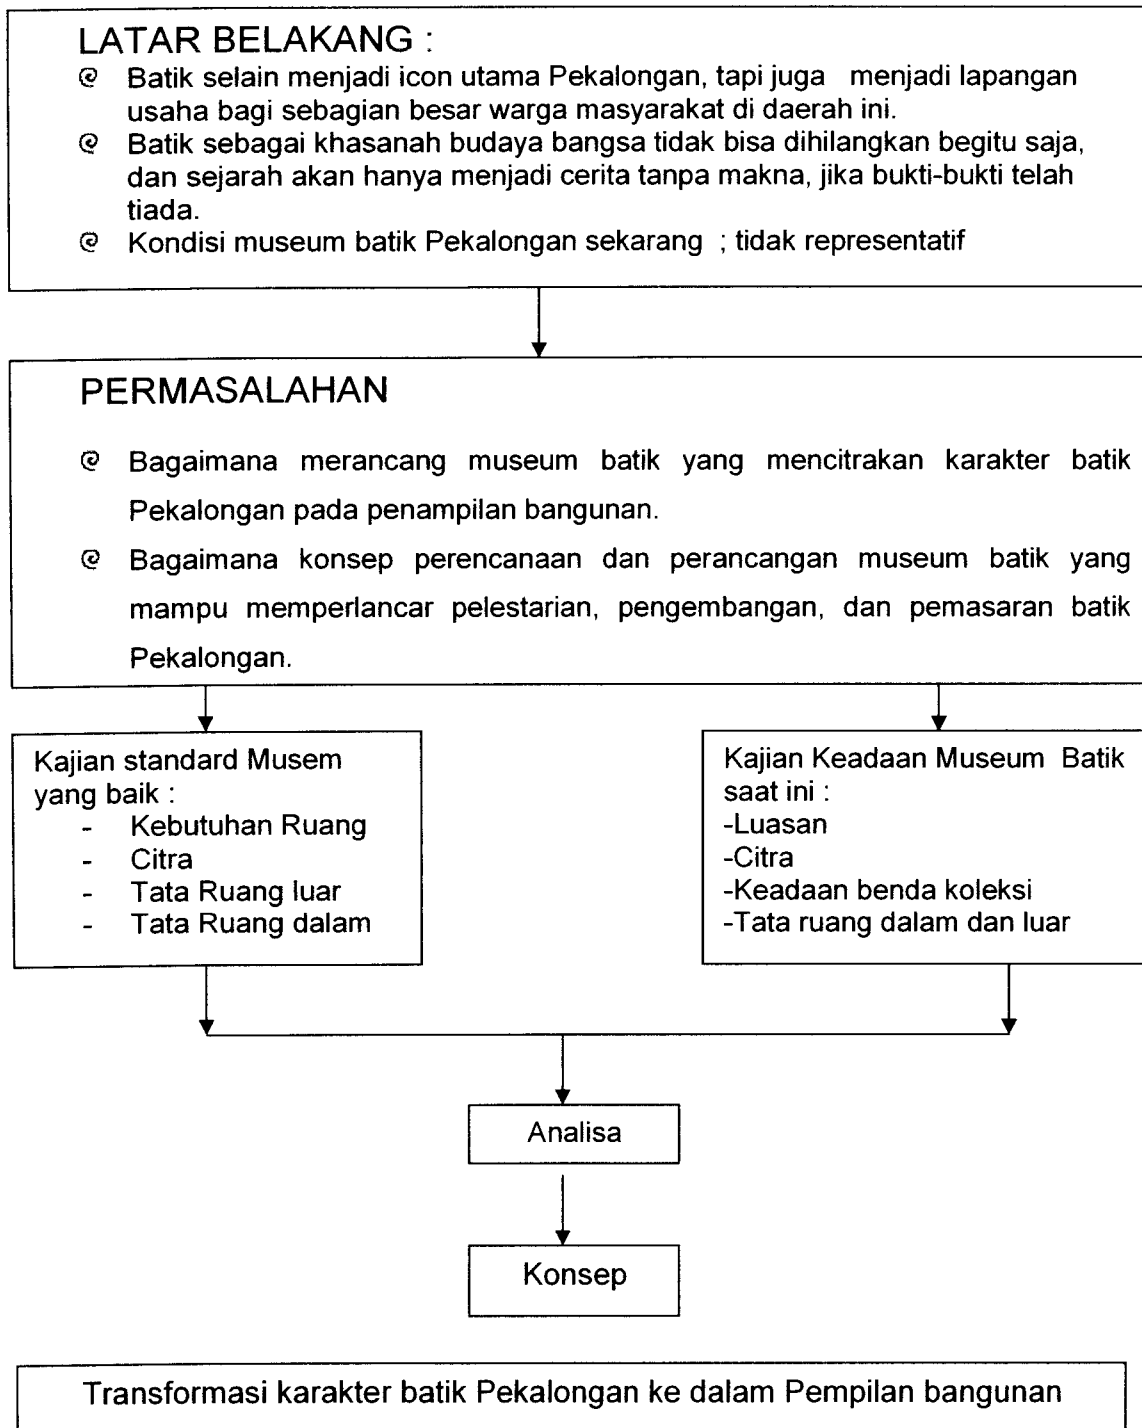 LATAR BELAKANG :
Batik selain menjadi icon utama Pekalongan, tapi juga menjadi lapangan
usaha bagi sebagian besar warga masyarakat di daerah ini.
Batik sebagai khasanah budaya bangsa tidak bisa dihilangkan begitu saja,
dan sejarah akan hanya menjadi cerita tanpa makna, jika bukti-bukti telah
tiada.
Kondisi museum batik Pekalongan sekarang ; tidak representatif
PERMASALAHAN
Bagaimana merancang museum batik yang mencitrakan karakter batik
Pekalongan pada penampilan bangunan.
Bagaimana konsep perencanaan dan perancangan museum batik yang
mampu memperlancar pelestarian, pengembangan, dan pemasaran batik
Pekalongan.
Kajian standard Musem
yang baik :
- Kebutuhan Ruang
- Citra
- Tata Ruang luar
- Tata Ruang dalam
Kajian Keadaan Museum Batik
saat ini :
-Luasan
-Citra
-Keadaan benda koleksi
-Tata ruang dalam dan luar
Analisa
Konsep
Transformasi karakter batik Pekalongan ke dalam Pempilan bangunan